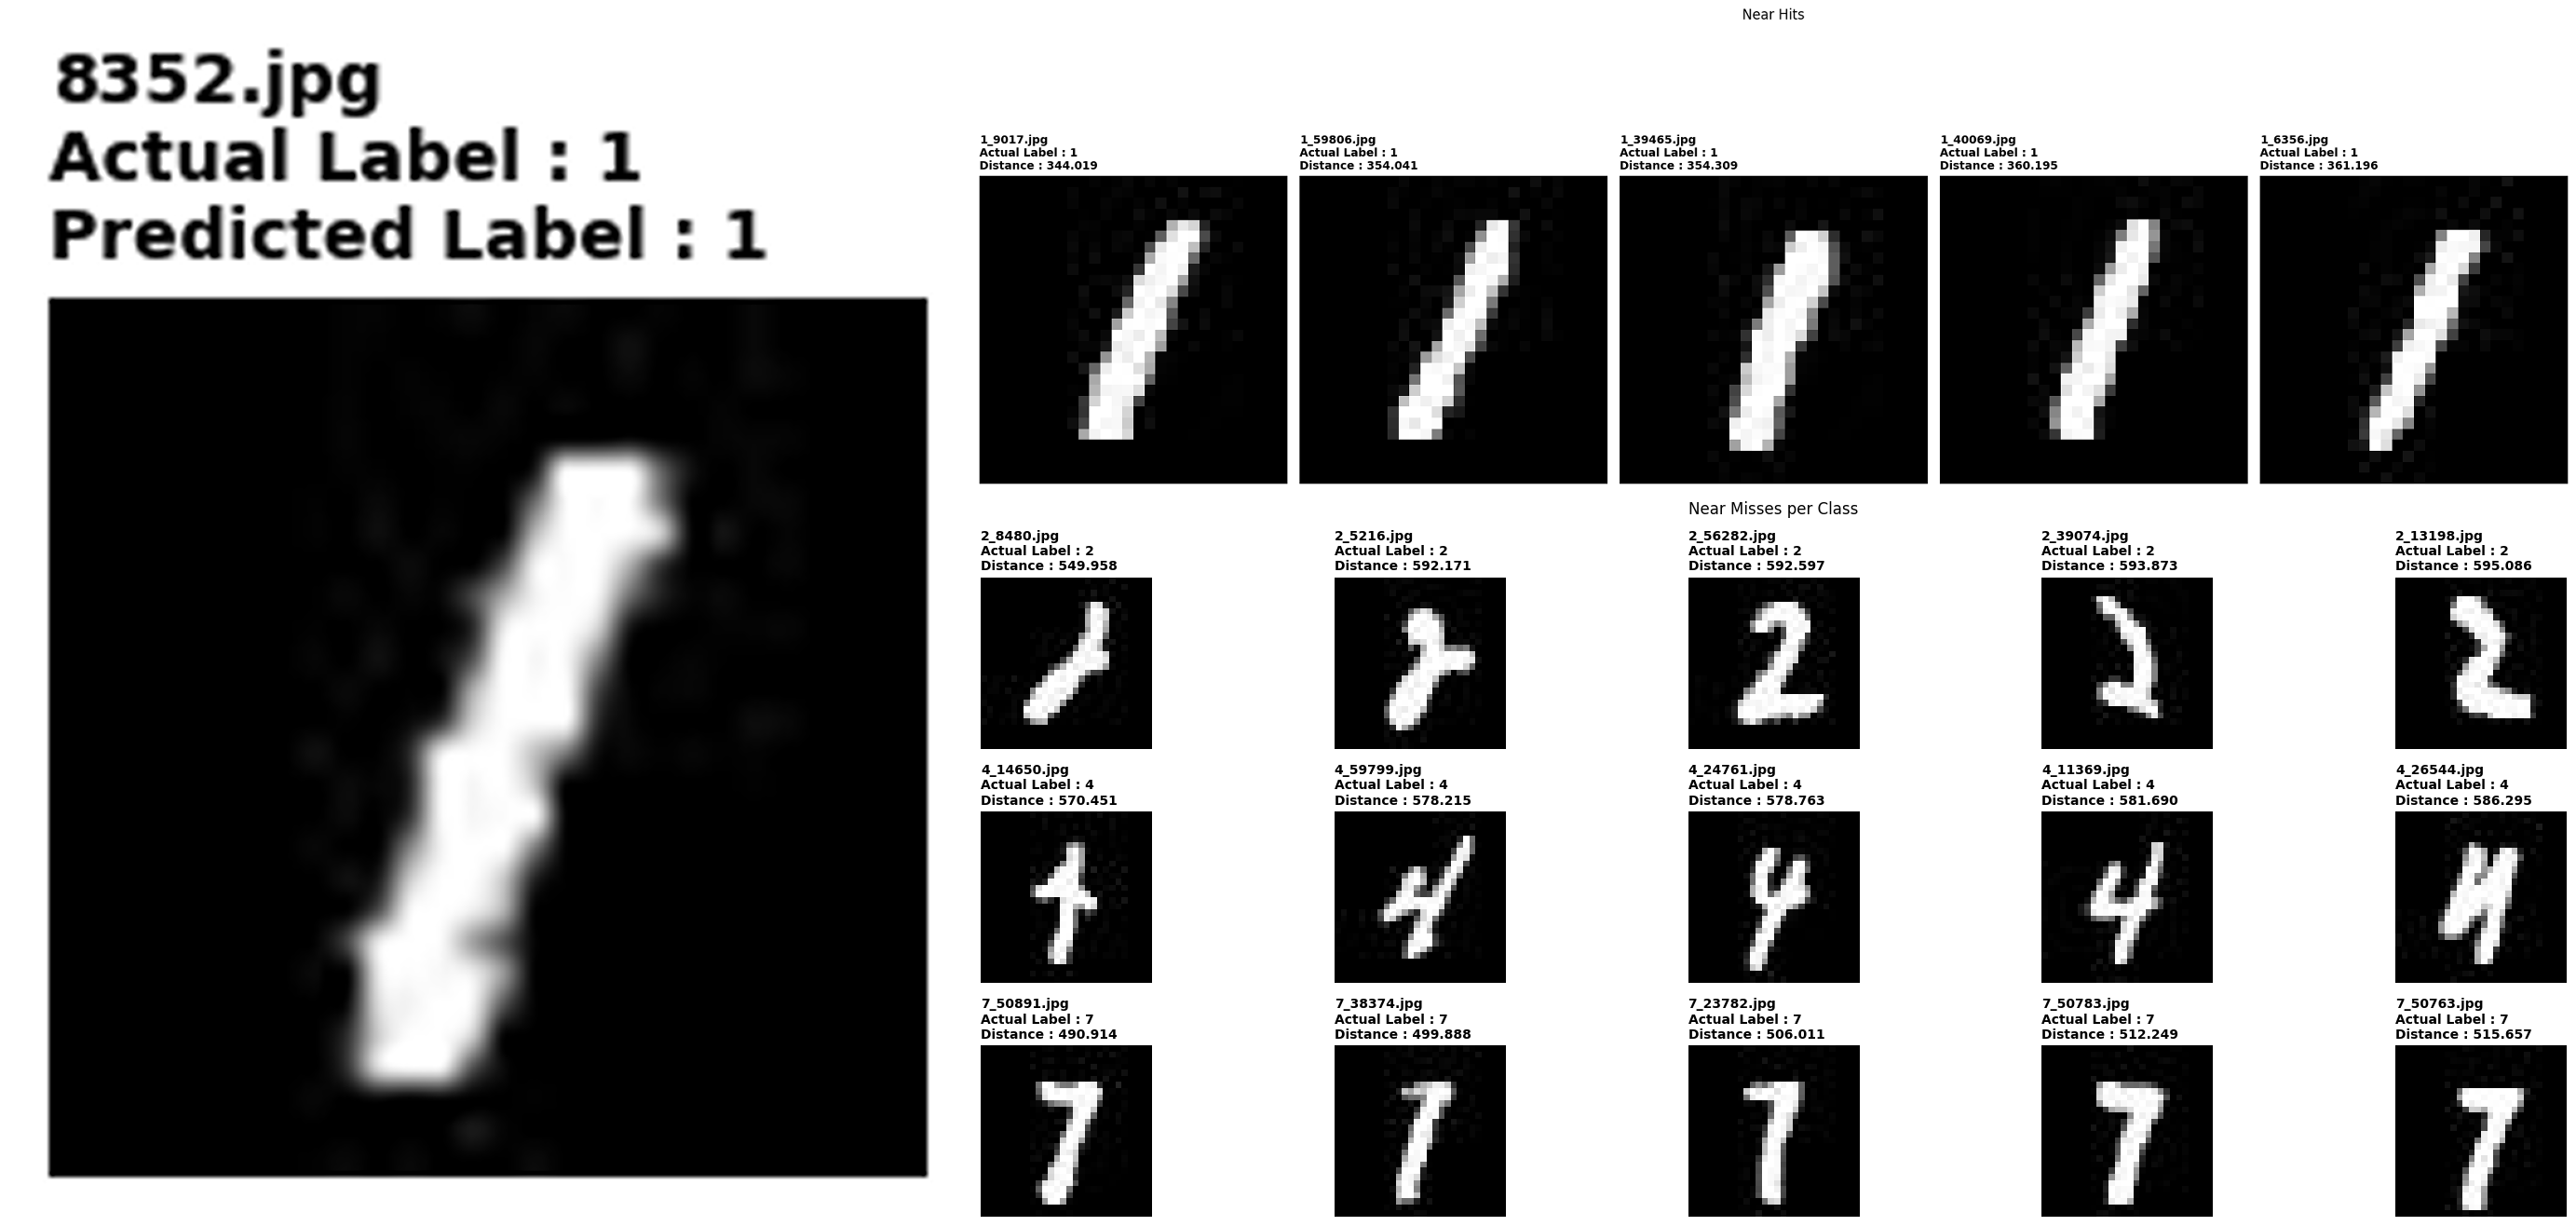 8352.jpg
Actual Label : 1
Predicted Label : 1
Near Hits
1_9017.jpg
Actual Label : 1
Distance : 344.019
1_59806.jpg
Actual Label : 1
Distance : 354.041
1_39465.jpg
Actual Label : 1
Distance : 354.309
1_40069.jpg
Actual Label : 1
Distance : 360.195
1_6356.jpg
Actual Label : 1
Distance : 361.196
Near Misses per Class
2_8480.jpg
Actual Label : 2
Distance : 549.958
2_5216.jpg
Actual Label : 2
Distance : 592.171
2_56282.jpg
Actual Label : 2
Distance : 592.597
2_39074.jpg
Actual Label : 2
Distance : 593.873
2_13198.jpg
Actual Label : 2
Distance : 595.086
4_14650.jpg
Actual Label : 4
Distance : 570.451
4_59799.jpg
Actual Label : 4
Distance : 578.215
4_24761.jpg
Actual Label : 4
Distance : 578.763
4_11369.jpg
Actual Label : 4
Distance : 581.690
4_26544.jpg
Actual Label : 4
Distance : 586.295
7_50891.jpg
Actual Label : 7
Distance : 490.914
7_38374.jpg
Actual Label : 7
Distance : 499.888
7_23782.jpg
Actual Label : 7
Distance : 506.011
7_50783.jpg
Actual Label : 7
Distance : 512.249
7_50763.jpg
Actual Label : 7
Distance : 515.657